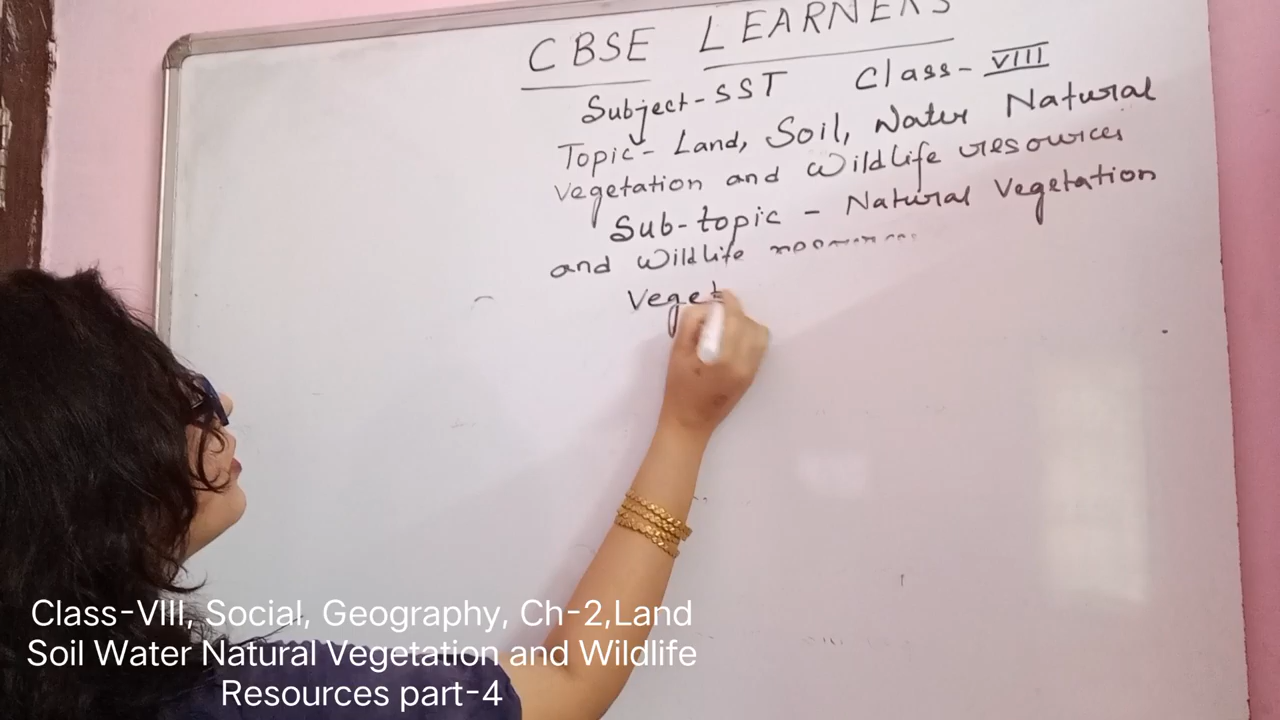 CBSE LEARNERS
Subject-SST Class-VIII
Topic- Land, Soil, Water Natural
Vegetation and Wildlife resources
Sub-topic - Natural Vegetation
and Wildlife
Veget
Class-VIII, Social, Geography, Ch-2,Land
Soil Water Natural Vegetation and Wildlife
Resources part-4